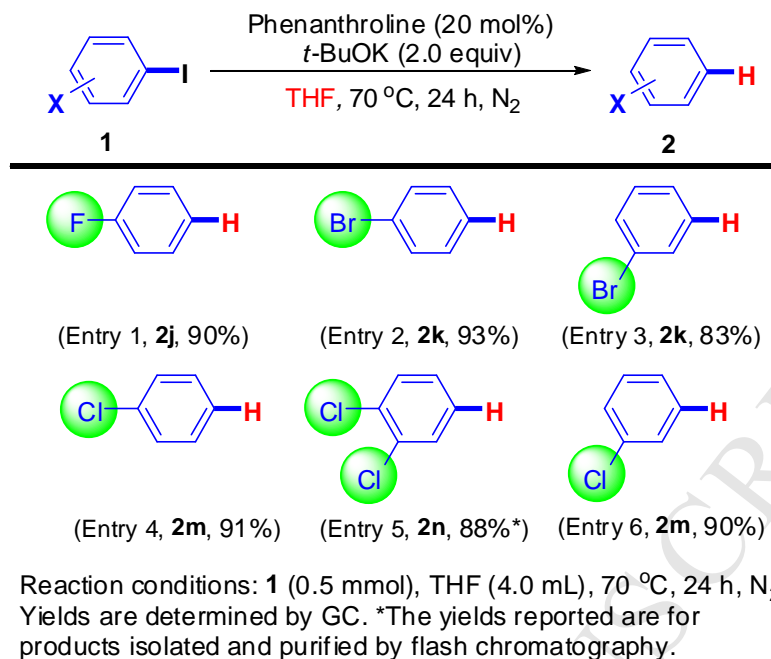 Phenanthroline (20 mol%)
t-BuOK (2.0 equiv)
THF, 70 °C, 24 h, N2
X I
1
X H
2
F H
Br H
H
Br
(Entry 1, 2j, 90%) (Entry 2, 2k, 93%) (Entry 3, 2k, 83%)
Cl H
Cl H
Cl
H
Cl
(Entry 4, 2m, 91%) (Entry 5, 2n, 88%*) (Entry 6, 2m, 90%)
Reaction conditions: 1 (0.5 mmol), THF (4.0 mL), 70 °C, 24 h, N
Yields are determined by GC. *The yields reported are for
products isolated and purified by flash chromatography.